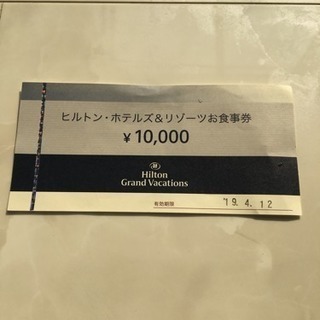 ヒルトン・ホテルズ&リゾーツお食事券
¥10,000
H
Hilton
Grand Vacations
有効期限 '19. 4. 12